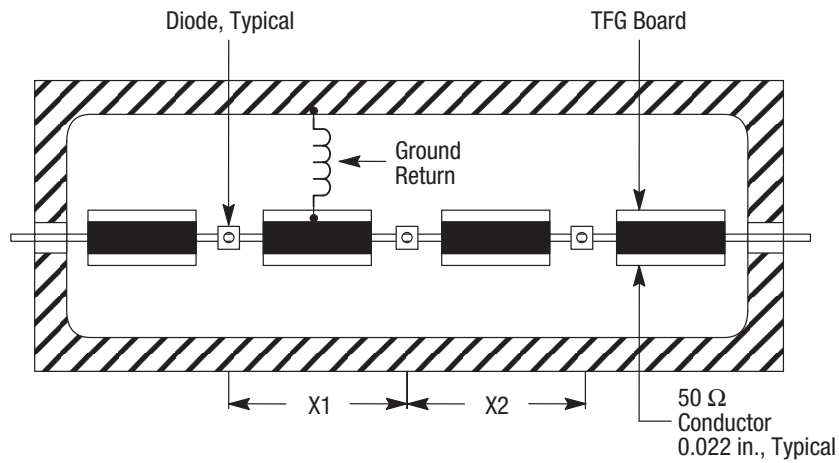 Diode, Typical
TFG Board
Ground
Return
X1
X2
50 Ω
Conductor
0.022 in., Typical